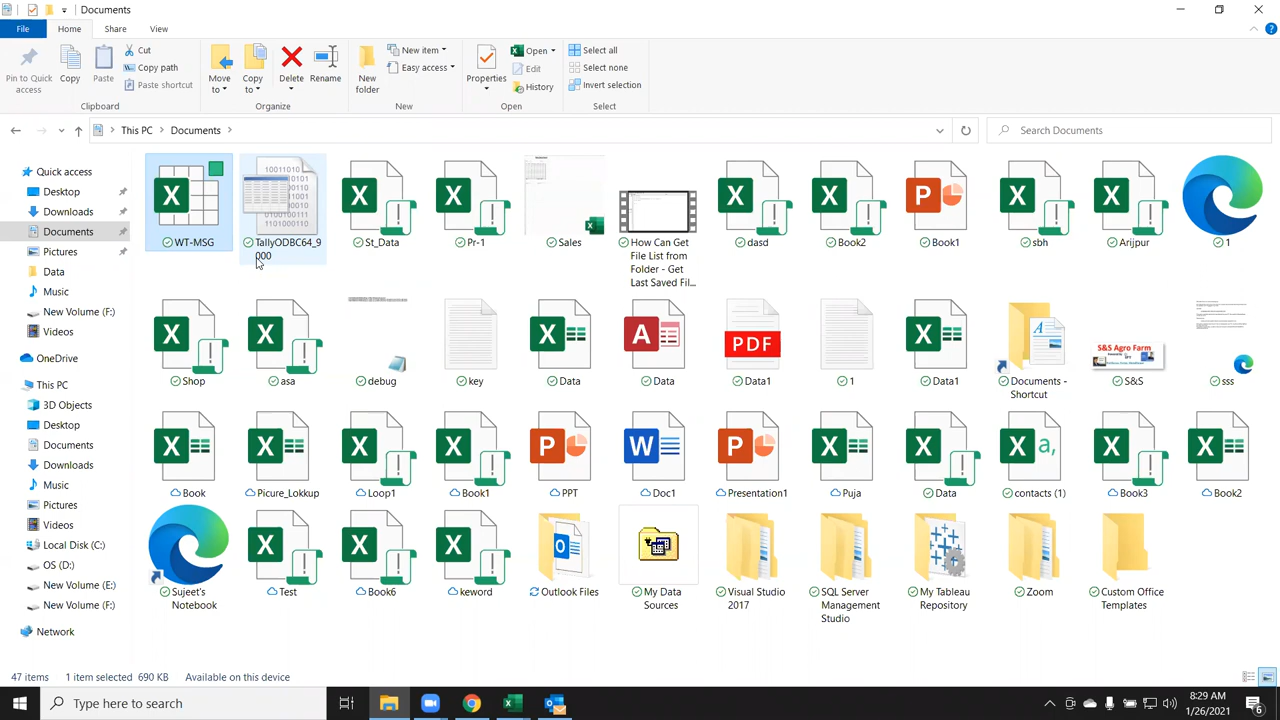 Documents
File
Home
Share
View
Pin to Quick access
Copy
Paste
Cut
Copy path
Paste shortcut
Clipboard
Move to
Copy to
Delete
Rename
Organize
New folder
New item
Easy access
New
Properties
Open
Edit
History
Open
Select all
Select none
Invert selection
Select
This PC
Documents
Search Documents
Quick access
Desktop
Downloads
Documents
Pictures
Data
Music
New Volume (F:)
Videos
OneDrive
This PC
3D Objects
Desktop
Documents
Downloads
Music
Pictures
Videos
Local Disk (C:)
OS (D:)
New Volume (E:)
New Volume (F:)
Network
WT-MSG
TallyODBC64_9
000
St_Data
Pr-1
Sales
How Can Get
File List from
Folder - Get
Last Saved Fil...
dasd
Book2
Book1
sbh
Arijpur
1
Shop
asa
debug
key
Data
Data
PDF
Data1
1
Data1
Documents -
Shortcut
S&S Agro Farm
S&S
sss
Book
Picure_Lokkup
Loop1
Book1
PPT
Doc1
Presentation1
Puja
Data
contacts (1)
Book3
Book2
Sujeet's
Notebook
Test
Book6
keword
Outlook Files
My Data
Sources
Visual Studio
2017
SQL Server
Management
Studio
My Tableau
Repository
Zoom
Custom Office
Templates
47 items
1 item selected 690 KB
Available on this device
Type here to search
8:29 AM
1/26/2021
6